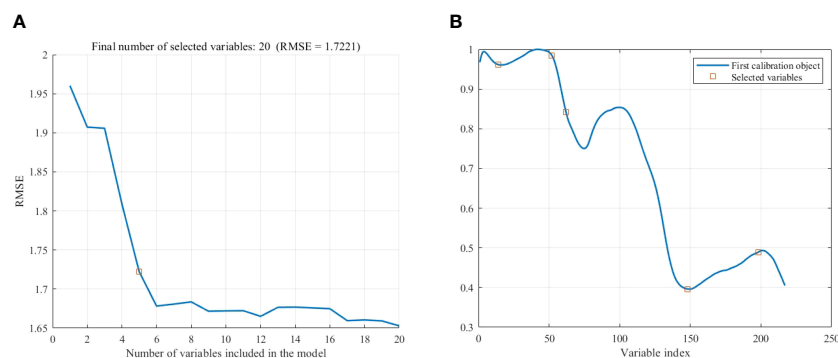 A
Final number of selected variables: 20 (RMSE = 1.7221)
2
1.95
1.9
1.85
1.8
1.75
1.7
1.65
RMSE
0 2 4 6 8 10 12 14 16 18 20
Number of variables included in the model
B
1
0.9
0.8
0.7
0.6
0.5
0.4
0.3
First calibration object
Selected variables
0 50 100 150 200 250
Variable index